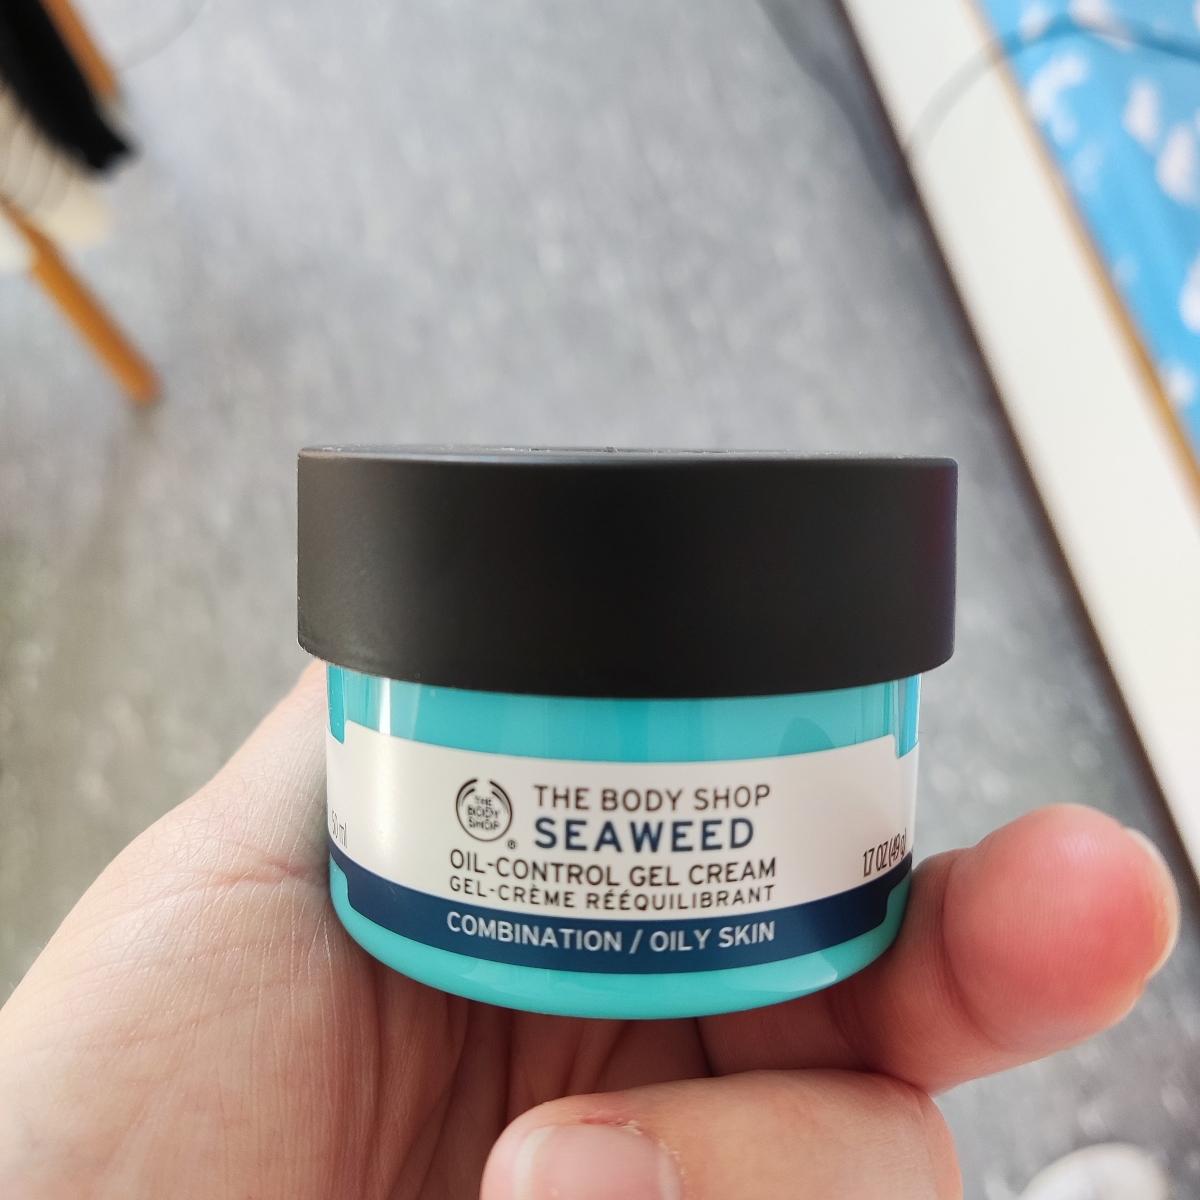 THE
BODY
SHOP
®
THE BODY SHOP
SEAWEED
OIL-CONTROL GEL CREAM
GEL-CRÈME RÉÉQUILIBRANT
COMBINATION / OILY SKIN
50 ml
1.7 OZ (49 g)